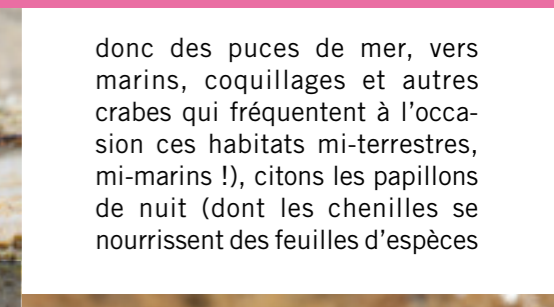 donc des puces de mer, vers
marins, coquillages et autres
crabes qui fréquentent à l'occa-
sion ces habitats mi-terrestres,
mi-marins !), citons les papillons
de nuit (dont les chenilles se
nourrissent des feuilles d'espèces